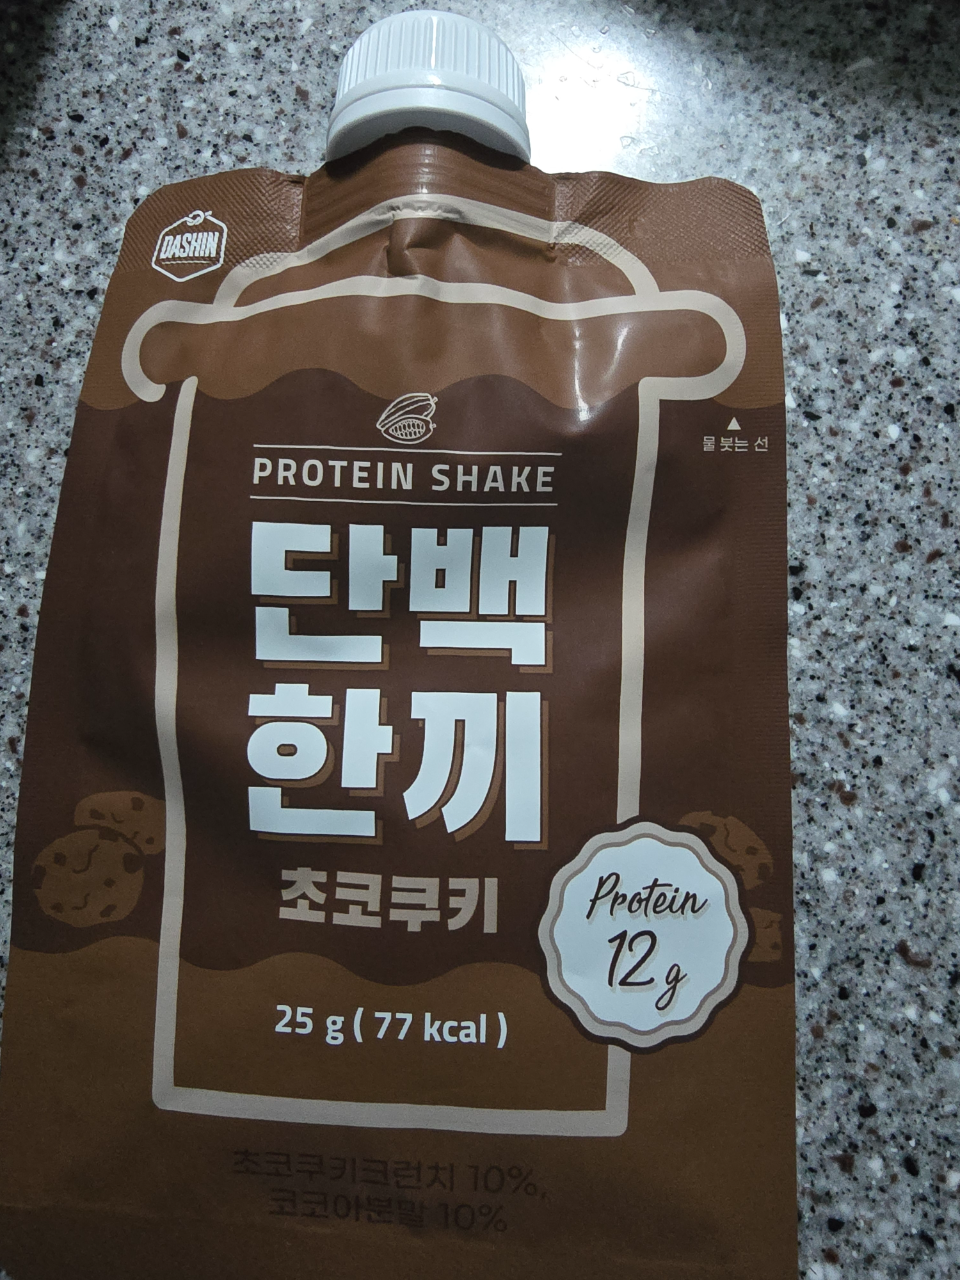 DASHIN
물 붓는 선
PROTEIN SHAKE
단백
한끼
초코쿠키
Protein
12g
25 g ( 77 kcal )
초코쿠키크런치 10%,
코코아분말 10%